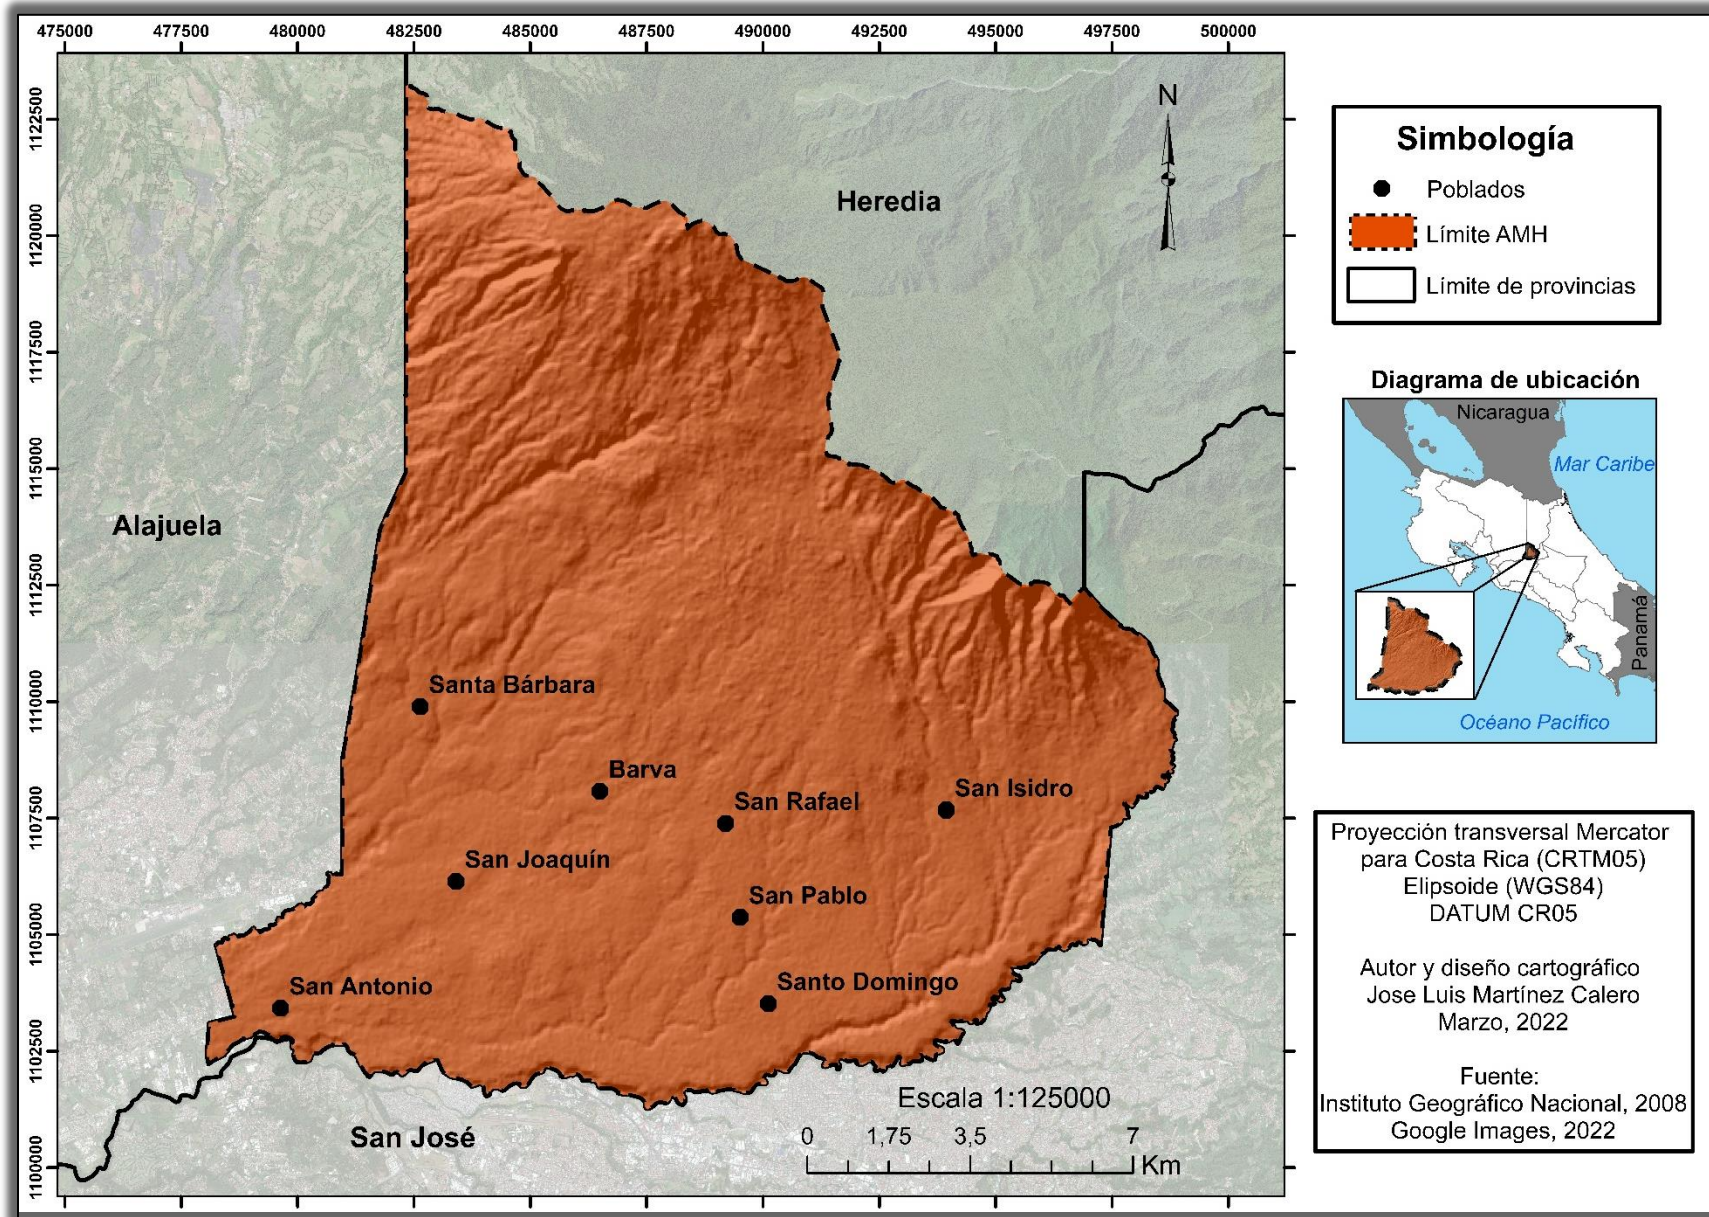 475000 477500 480000 482500 485000 487500 490000 492500 495000 497500 500000
1122500
1120000
1117500
1115000
1112500
1110000
1107500
1105000
1102500
1100000
N
Heredia
Alajuela
Santa Bárbara
Barva
San Rafael
San Isidro
San Joaquín
San Pablo
San Antonio
Santo Domingo
San José
Escala 1:125000
0 1,75 3,5 7
Km
Simbología
Poblados
Límite AMH
Límite de provincias
Diagrama de ubicación
Nicaragua
Mar Caribe
Panamá
Océano Pacífico
Proyección transversal Mercator
para Costa Rica (CRTM05)
Elipsoide (WGS84)
DATUM CR05
Autor y diseño cartográfico
Jose Luis Martínez Calero
Marzo, 2022
Fuente:
Instituto Geográfico Nacional, 2008
Google Images, 2022